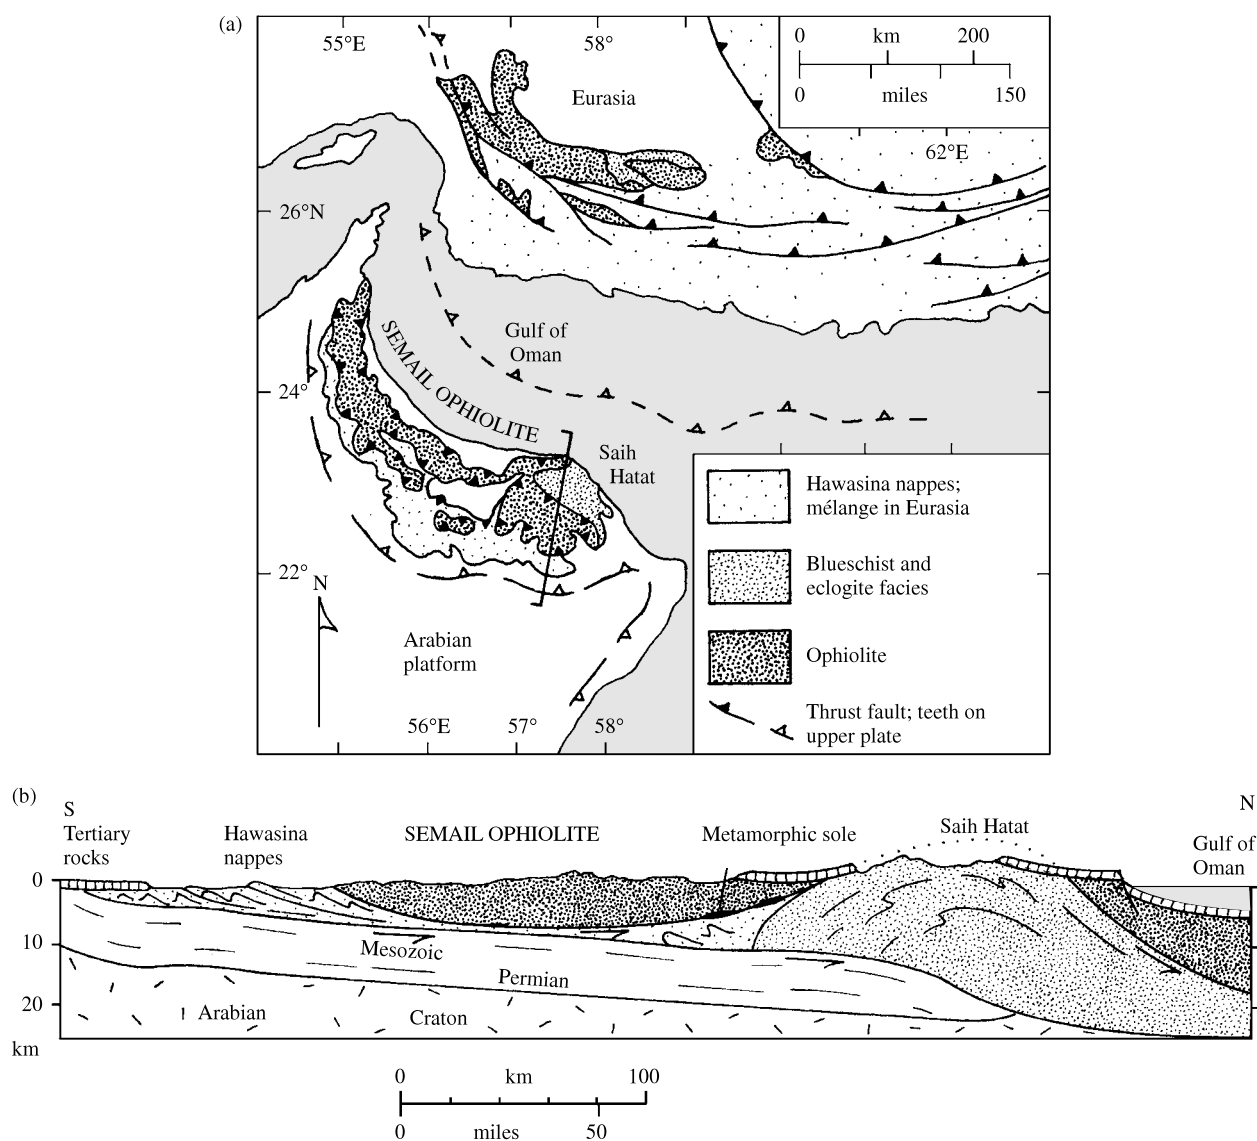 (a)
55°E
58°
0 km 200
0 miles 150
Eurasia
62°E
26°N
Gulf of
Oman
SEMAIL OPHIOLITE
24°
Saih
Hatat
22°
N
Arabian
platform
56°E 57° 58°
Hawasina nappes;
mélange in Eurasia
Blueschist and
eclogite facies
Ophiolite
Thrust fault; teeth on
upper plate
(b)
S
N
Tertiary
rocks
Hawasina
nappes
SEMAIL OPHIOLITE
Metamorphic sole
Saih Hatat
Gulf of
Oman
0
10
20
km
Mesozoic
Permian
Arabian Craton
0 km 100
0 miles 50